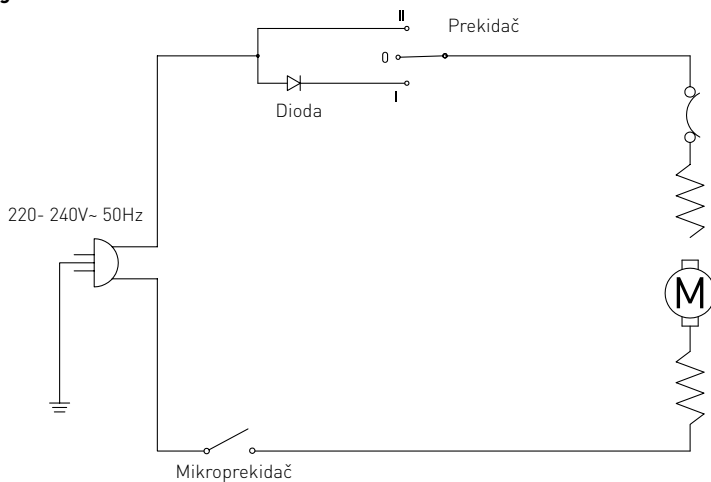 g
II
Prekidač
0
I
Dioda
220- 240V~ 50Hz
M
Mikroprekidač